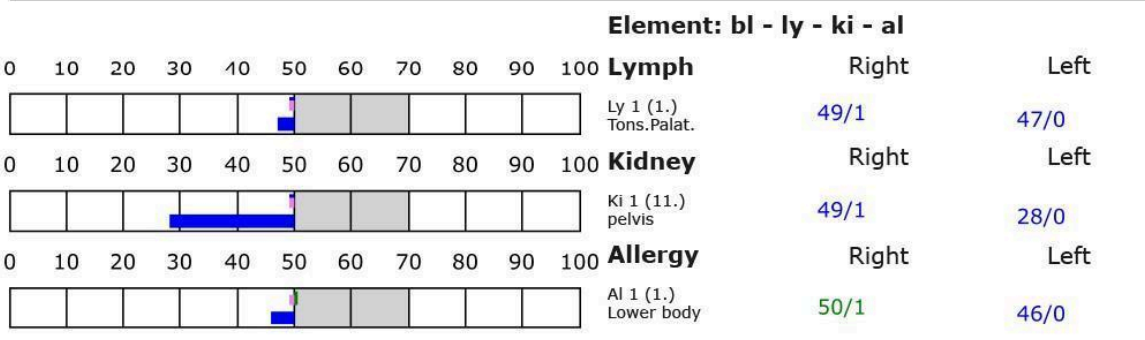 Element: bl - ly - ki - al
0 10 20 30 40 50 60 70 80 90 100 Lymph Right Left
Ly 1 (1.) 49/1 47/0
Tons.Palat.
0 10 20 30 40 50 60 70 80 90 100 Kidney Right Left
Ki 1 (11.) 49/1 28/0
pelvis
0 10 20 30 40 50 60 70 80 90 100 Allergy Right Left
Al 1 (1.) 50/1 46/0
Lower body